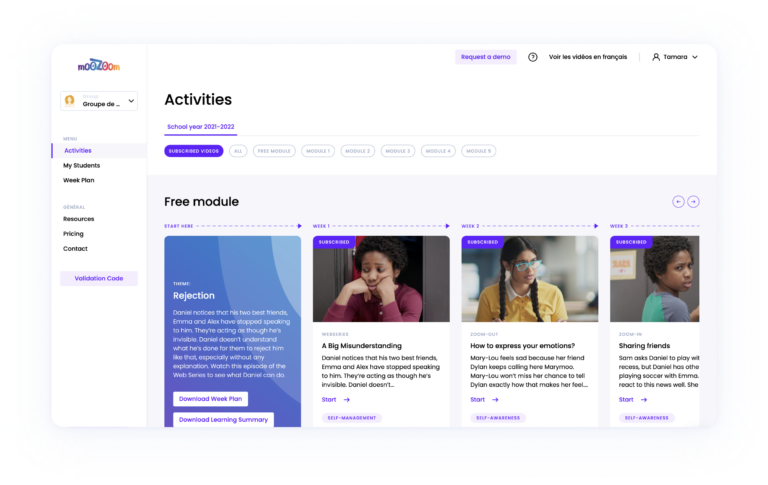 mOOZOOm
Request a demo
Voir les vidéos en français
Tamara
Groupe de ...
MENU
Activities
My Students
Week Plan
GÉNÉRAL
Resources
Pricing
Contact
Validation Code
Activities
School year 2021-2022
SUBSCRIBED VIDEOS
ALL
FREE MODULE
MODULE 1
MODULE 2
MODULE 3
MODULE 4
MODULE 5
Free module
START HERE
WEEK 1
WEEK 2
WEEK 3
THEME:
Rejection
Daniel notices that his two best friends,
Emma and Alex have stopped speaking
to him. They're acting as though he's
invisible. Daniel doesn't understand
what he's done for them to reject him
like that, especially without any
explanation. Watch this episode of the
Web Series to see what Daniel can do.
Download Week Plan
Download Learning Summary
SUBSCRIBED
WEBSERIES
A Big Misunderstanding
Daniel notices that his two best friends,
Emma and Alex have stopped speaking
to him. They're acting as though he's
invisible. Daniel doesn't...
Start
SELF-MANAGEMENT
SUBSCRIBED
ZOOM-OUT
How to express your emotions?
Mary-Lou feels sad because her friend
Dylan keeps calling here Marymoo.
Mary-Lou won't miss her chance to tell
Dylan exactly how that makes her feel....
Start
SELF-AWARENESS
SUBSCRIBED
ZOOM-IN
Sharing friends
Sam asks Daniel to play wit
recess, but Daniel has othe
playing soccer with Emma.
react to this news well. She
Start
SELF-AWARENESS